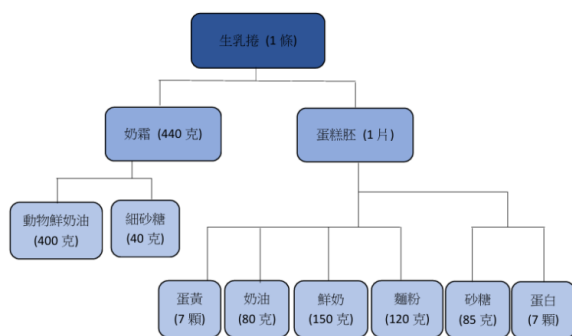 生乳捲 (1 條)
奶霜 (440 克)
蛋糕胚 (1 片)
動物鮮奶油
(400 克)
細砂糖
(40 克)
蛋黃
(7 顆)
奶油
(80 克)
鮮奶
(150 克)
麵粉
(120 克)
砂糖
(85 克)
蛋白
(7 顆)